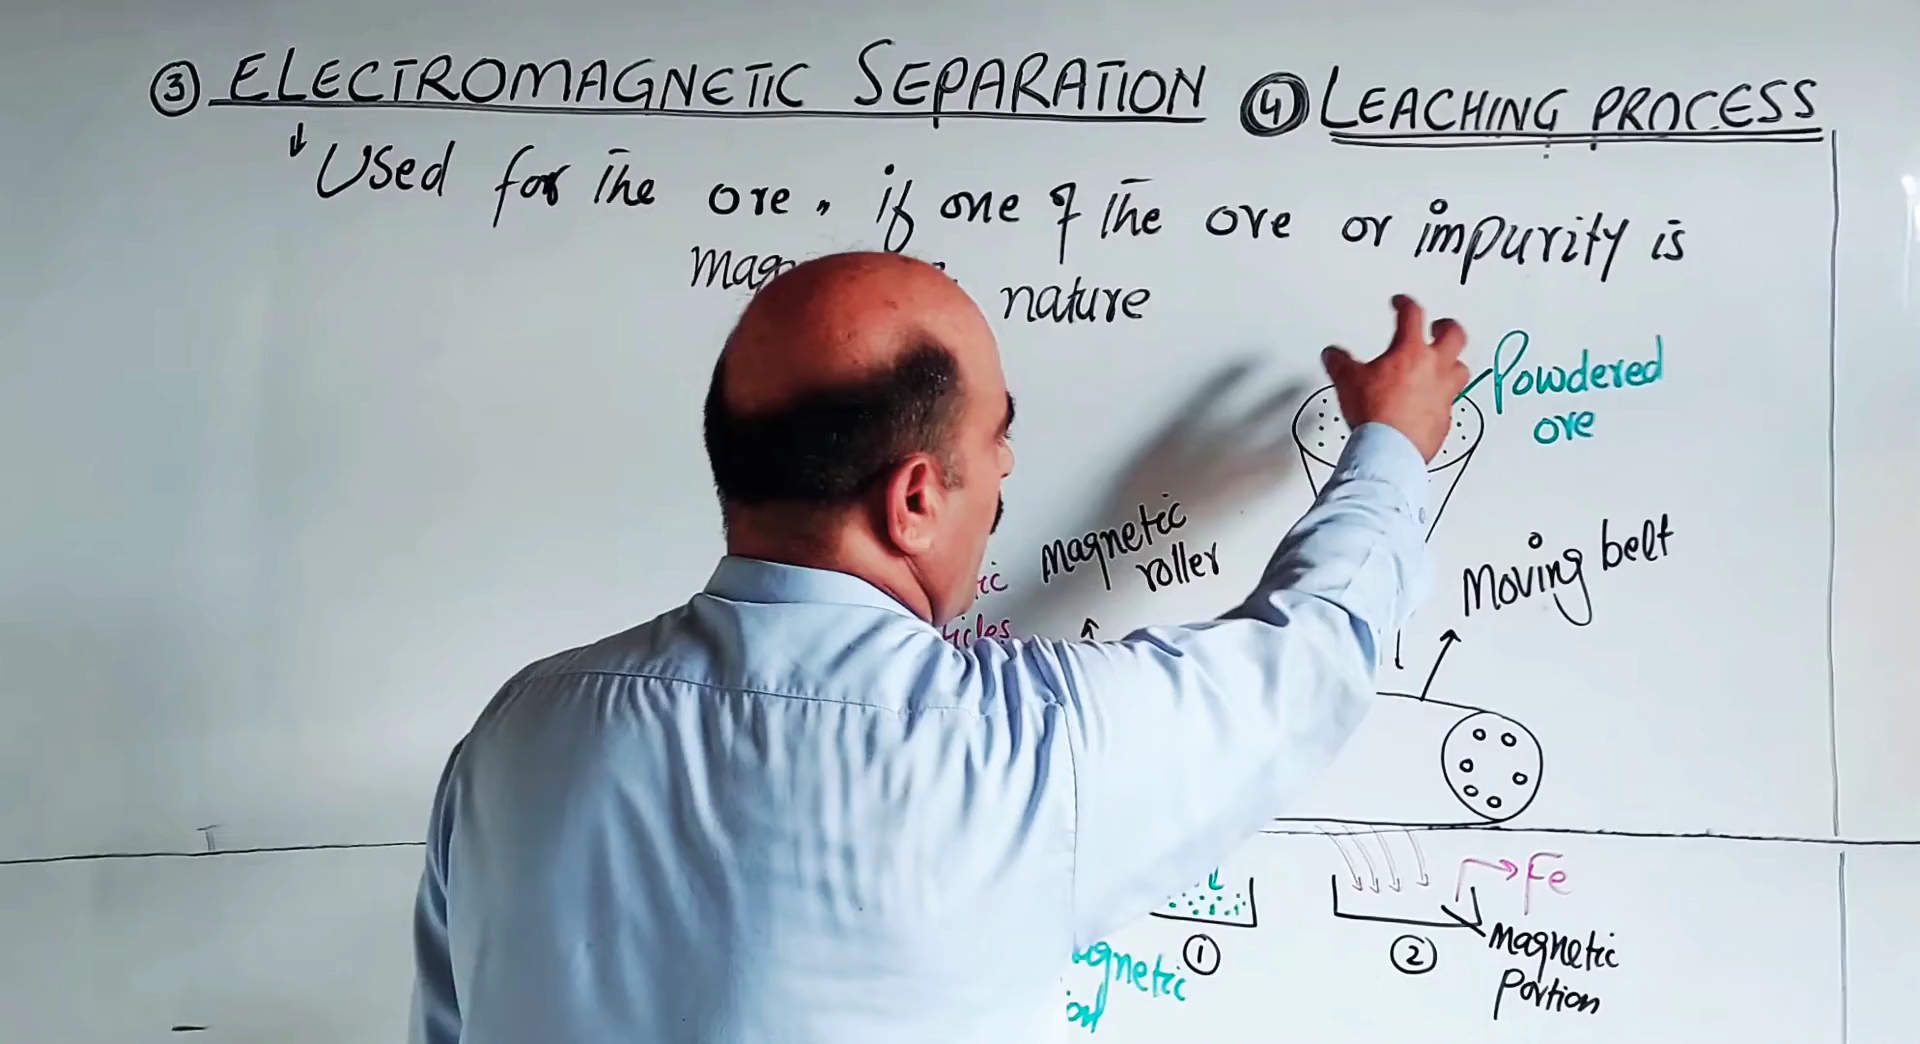 ③ ELECTROMAGNETIC SEPARATION ④ LEACHING PROCESS
Used for the ore. if one of the ore or impurity is
nature
Powdered
ore
magnetic
roller
Moving belt
Fe
① ②
magnetic
Portion